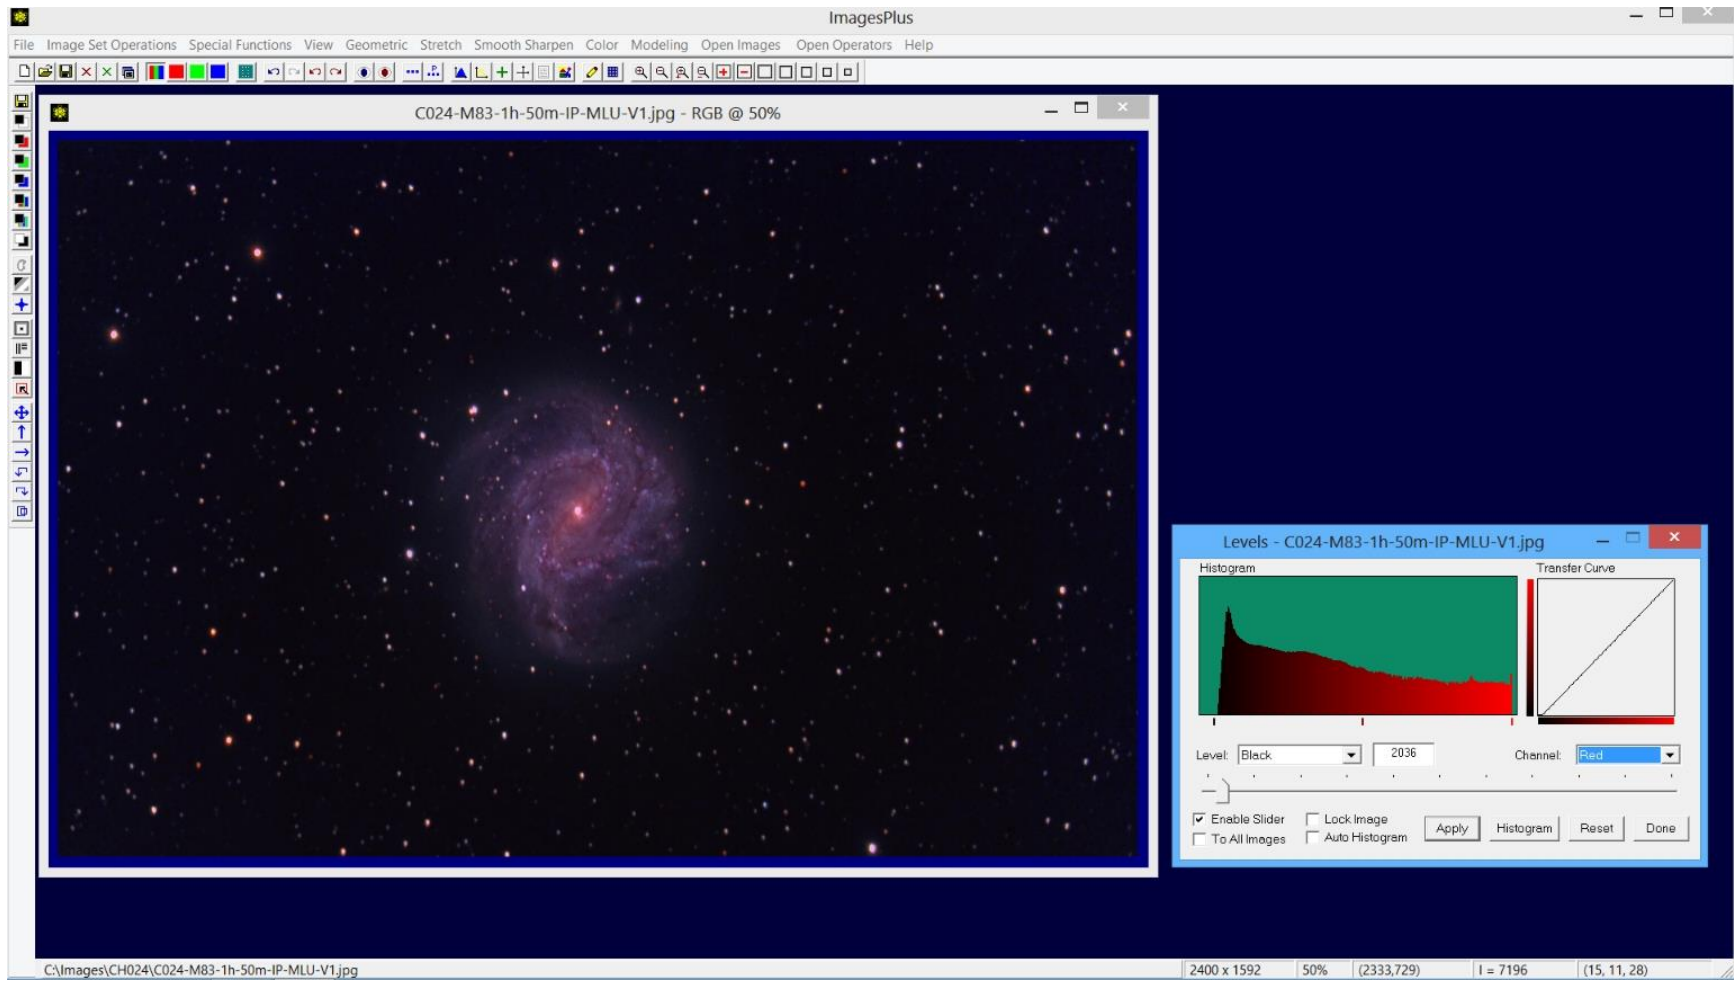 ImagesPlus
File Image Set Operations Special Functions View Geometric Stretch Smooth Sharpen Color Modeling Open Images Open Operators Help
C024-M83-1h-50m-IP-MLU-V1.jpg - RGB @ 50%
Levels - C024-M83-1h-50m-IP-MLU-V1.jpg
Histogram Transfer Curve
Level: Black 2036 Channel: Red
Enable Slider Lock Image
To All Images Auto Histogram Apply Histogram Reset Done
C:\Images\CH024\C024-M83-1h-50m-IP-MLU-V1.jpg 2400 x 1592 50% (2333,729) I = 7196 (15, 11, 28)